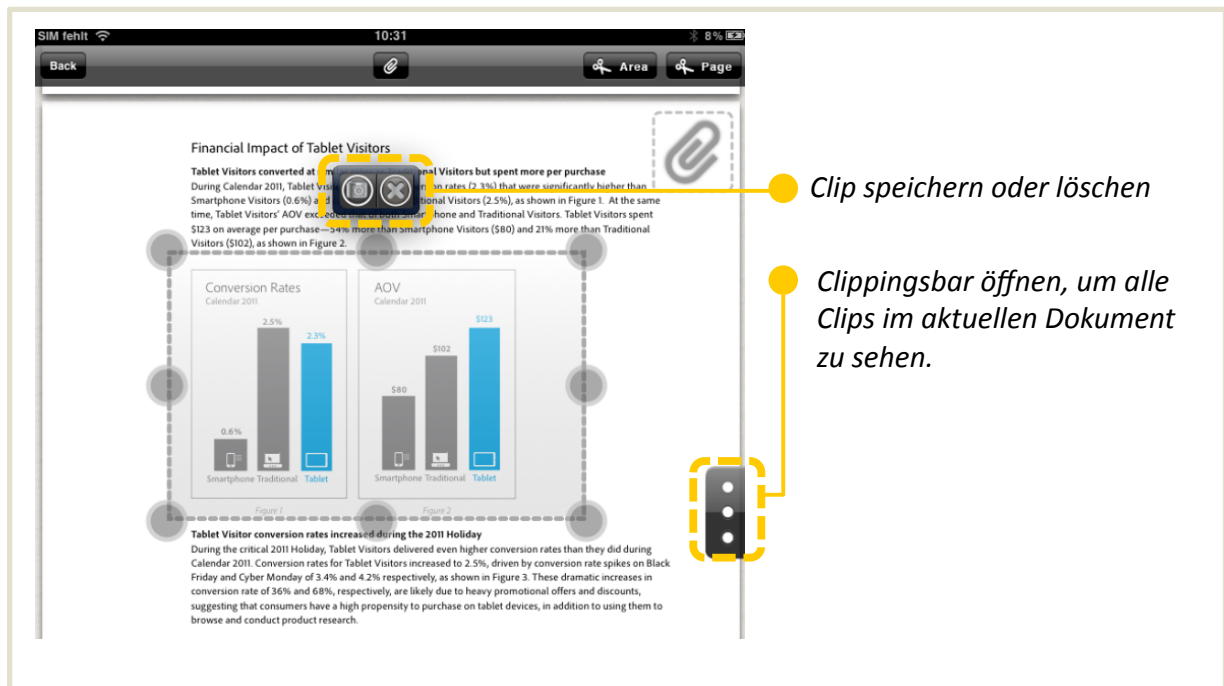 SIM fehlt 10:31 8%
Back Area Page
Financial Impact of Tablet Visitors
Tablet Visitors converted at Visitors but spent more per purchase
During Calendar 2011, Tablet rates (2.3%) that were significantly higher than
Smartphone Visitors (0.6%) Visitors (2.5%), as shown in Figure 1. At the same
time, Tablet Visitors' AOV exceeded that of both Smartphone and Traditional Visitors. Tablet Visitors spent
$123 on average per purchase—54% more than Smartphone Visitors ($80) and 21% more than Traditional
Visitors ($102), as shown in Figure 2.
Conversion Rates
Calendar 2011
2.5%
2.3%
0.6%
Smartphone Traditional Tablet
Figure 1
AOV
Calendar 2011
$123
$102
$80
Smartphone Traditional Tablet
Figure 2
Tablet Visitor conversion rates increased during the 2011 Holiday
During the critical 2011 Holiday, Tablet Visitors delivered even higher conversion rates than they did during
Calendar 2011. Conversion rates for Tablet Visitors increased to 2.5%, driven by conversion rate spikes on Black
Friday and Cyber Monday of 3.4% and 4.2% respectively, as shown in Figure 3. These dramatic increases in
conversion rate of 36% and 68%, respectively, are likely due to heavy promotional offers and discounts,
suggesting that consumers have a high propensity to purchase on tablet devices, in addition to using them to
browse and conduct product research.
Clip speichern oder löschen
Clippingsbar öffnen, um alle
Clips im aktuellen Dokument
zu sehen.